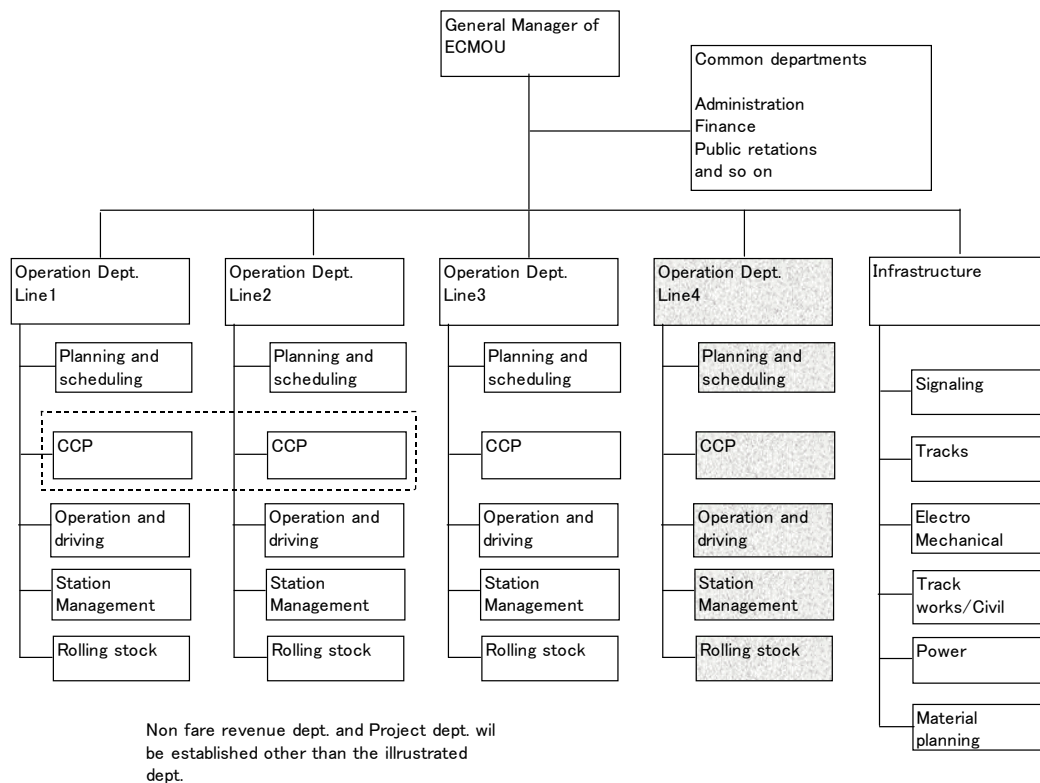 General Manager of
ECMOU
Common departments
Administration
Finance
Public retations
and so on
Operation Dept.
Line1
Operation Dept.
Line2
Operation Dept.
Line3
Operation Dept.
Line4
Infrastructure
Planning and
scheduling
Planning and
scheduling
Planning and
scheduling
Planning and
scheduling
Signaling
CCP
CCP
CCP
CCP
Tracks
Operation and
driving
Operation and
driving
Operation and
driving
Operation and
driving
Electro
Mechanical
Station
Management
Station
Management
Station
Management
Station
Management
Track
works/Civil
Rolling stock
Rolling stock
Rolling stock
Rolling stock
Power
Material
planning
Non fare revenue dept. and Project dept. wil
be established other than the illrustrated
dept.